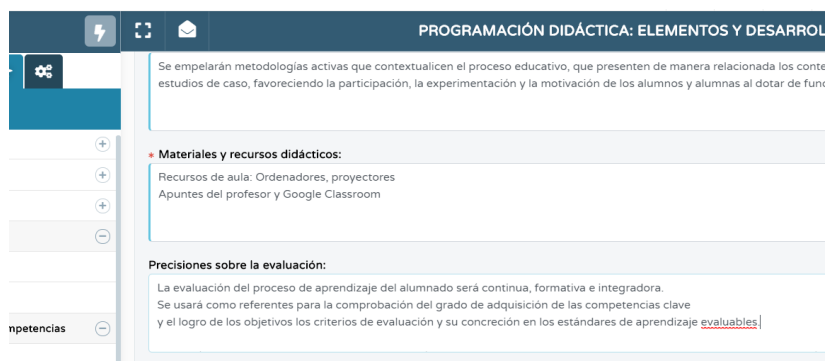 PROGRAMACIÓN DIDÁCTICA: ELEMENTOS Y DESARROL
Se empelarán metodologías activas que contextualicen el proceso educativo, que presenten de manera relacionada los conte
estudios de caso, favoreciendo la participación, la experimentación y la motivación de los alumnos y alumnas al dotar de fun
* Materiales y recursos didácticos:
Recursos de aula: Ordenadores, proyectores
Apuntes del profesor y Google Classroom
Precisiones sobre la evaluación:
La evaluación del proceso de aprendizaje del alumnado será continua, formativa e integradora.
Se usará como referentes para la comprobación del grado de adquisición de las competencias clave
y el logro de los objetivos los criterios de evaluación y su concreción en los estándares de aprendizaje evaluables.
mpetencias